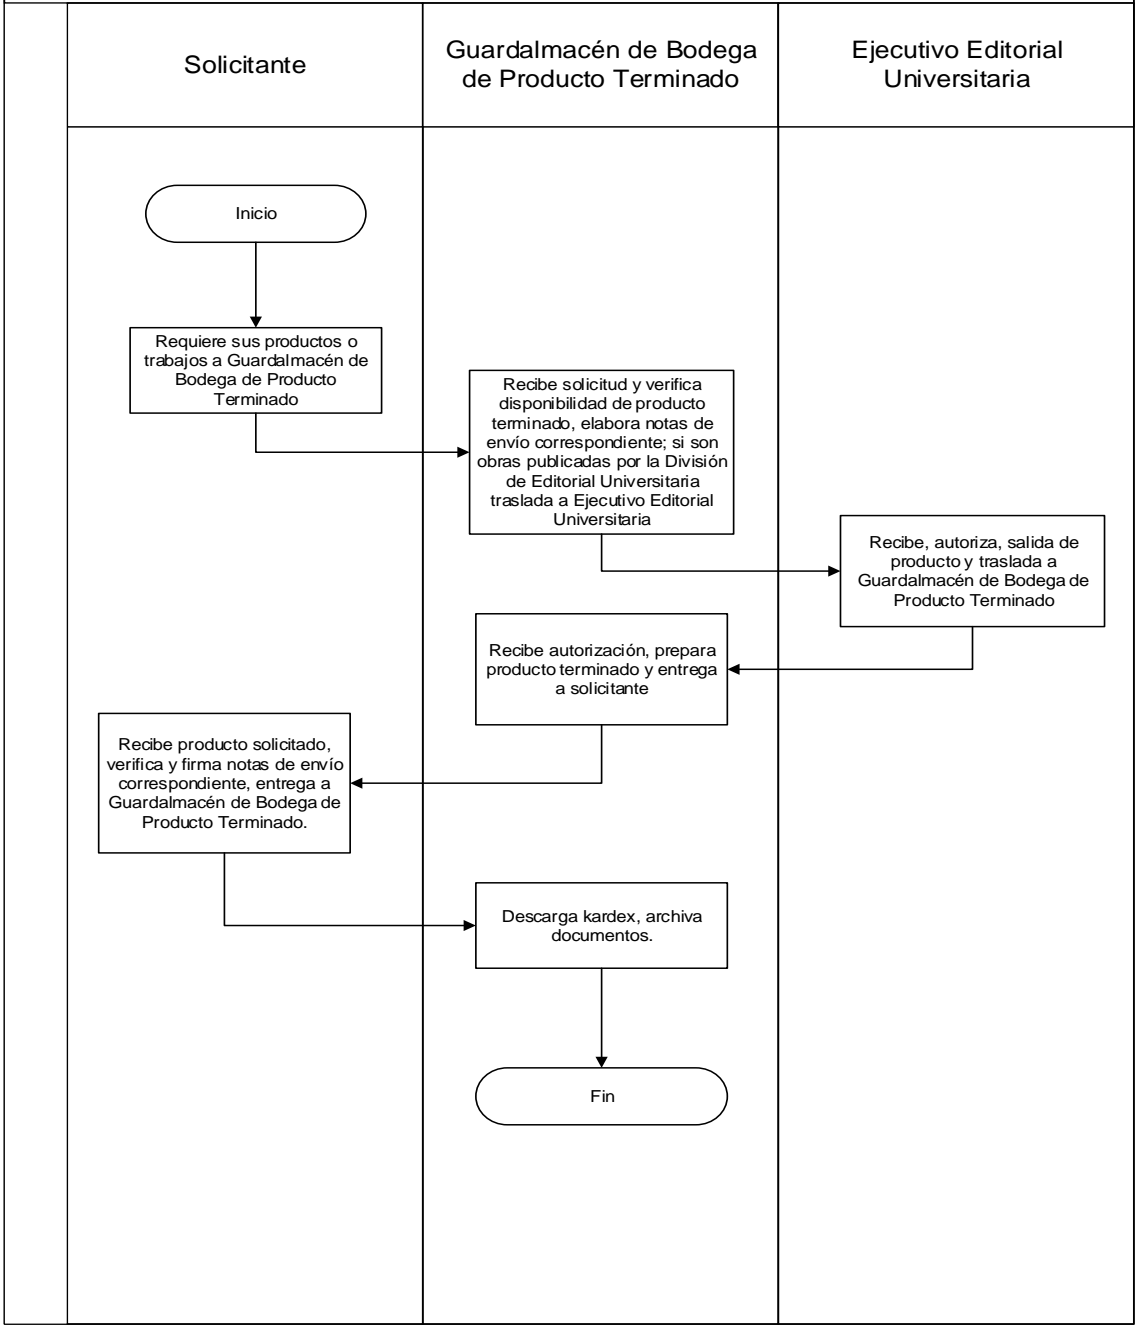 Solicitante
Guardalmacén de Bodega
de Producto Terminado
Ejecutivo Editorial
Universitaria
Inicio
Requiere sus productos o
trabajos a Guardalmacén de
Bodega de Producto
Terminado
Recibe solicitud y verifica
disponibilidad de producto
terminado, elabora notas de
envío correspondiente; si son
obras publicadas por la División
de Editorial Universitaria
traslada a Ejecutivo Editorial
Universitaria
Recibe, autoriza, salida de
producto y traslada a
Guardalmacén de Bodega de
Producto Terminado
Recibe autorización, prepara
producto terminado y entrega
a solicitante
Recibe producto solicitado,
verifica y firma notas de envío
correspondiente, entrega a
Guardalmacén de Bodega de
Producto Terminado.
Descarga kardex, archiva
documentos.
Fin